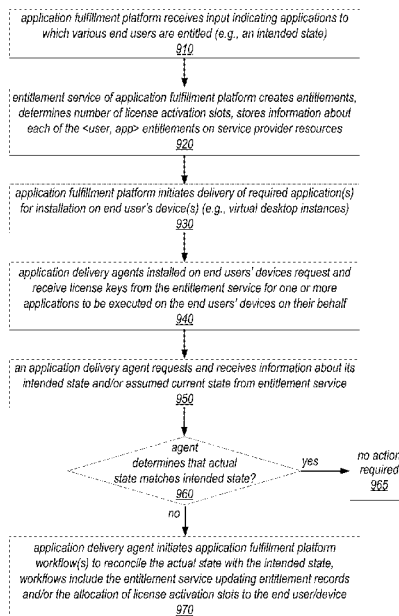 application fulfillment platform receives input indicating applications to
which various end users are entitled (e.g., an intended state)
910
entitlement service of application fulfillment platform creates entitlements,
determines number of license activation slots, stores information about
each of the <user, app> entitlements on service provider resources
920
application fulfillment platform initiates delivery of required application(s)
for installation on end user's device(s) (e.g., virtual desktop instances)
930
application delivery agents installed on end users' devices request and
receive license keys from the entitlement service for one or more
applications to be executed on the end users' devices on their behalf
940
an application delivery agent requests and receives information about its
intended state and/or assumed current state from entitlement service
950
agent
determines that actual
state matches intended state?
960
yes
no action
required
965
no
application delivery agent initiates application fulfillment platform
workflow(s) to reconcile the actual state with the intended state,
workflows include the entitlement service updating entitlement records
and/or the allocation of license activation slots to the end user/device
970